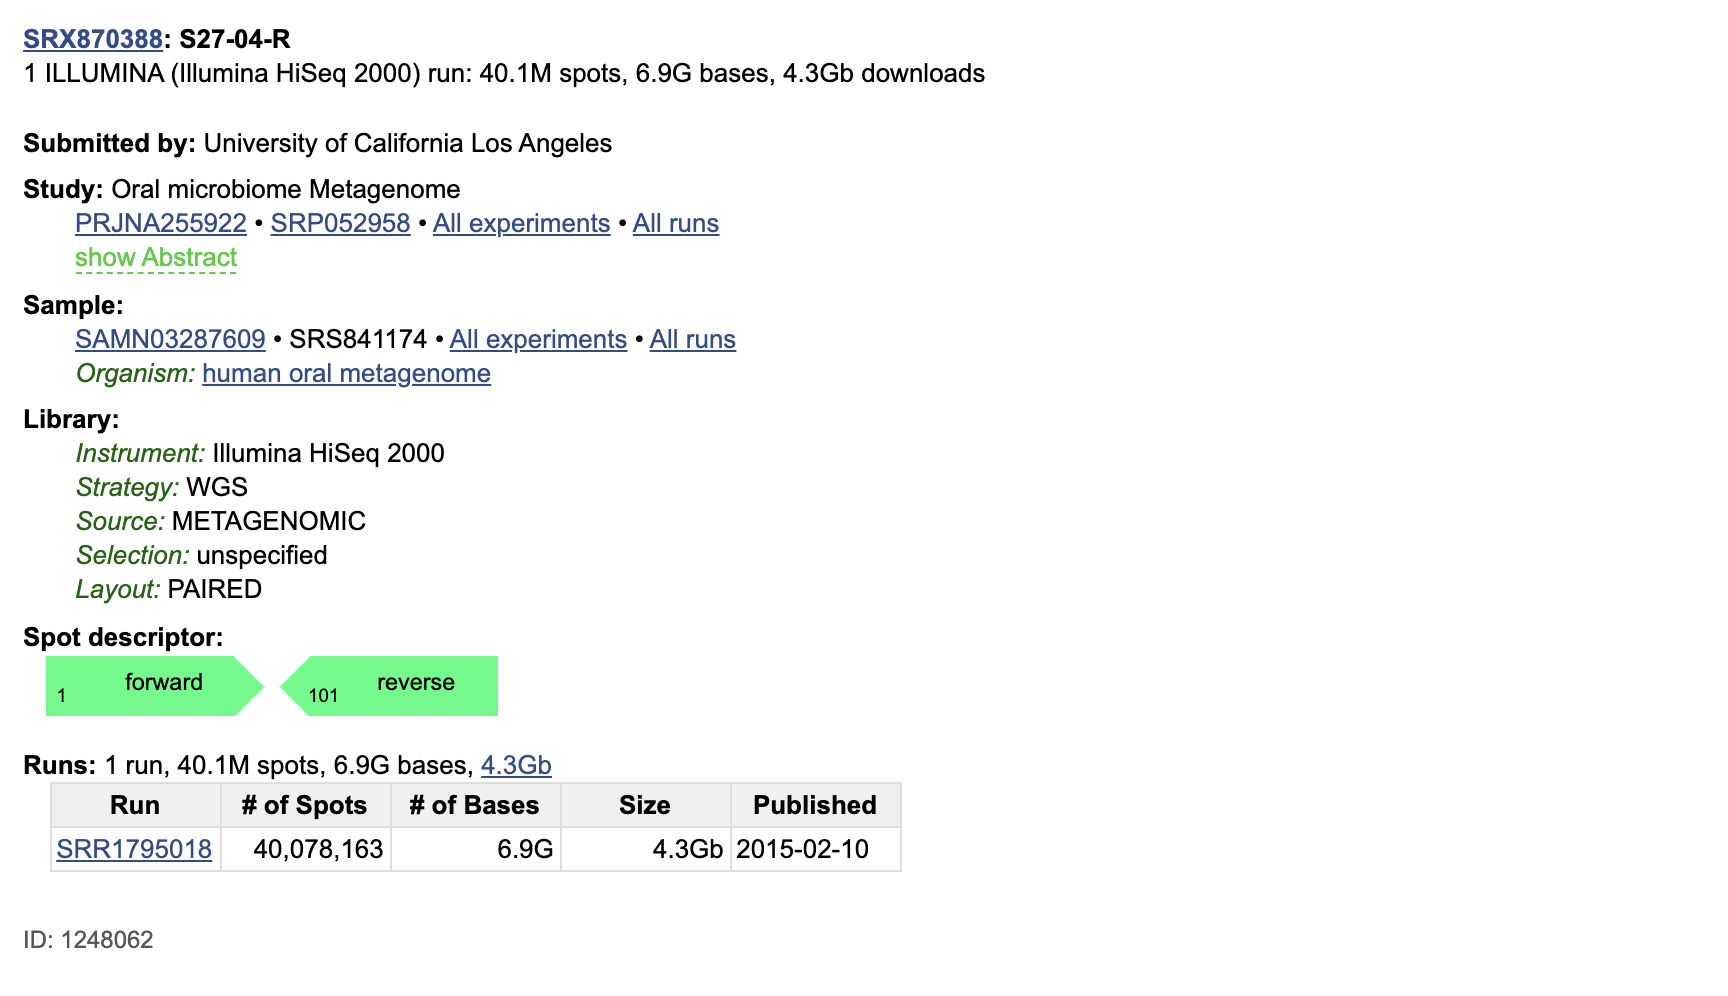 SRX870388: S27-04-R
1 ILLUMINA (Illumina HiSeq 2000) run: 40.1M spots, 6.9G bases, 4.3Gb downloads
Submitted by: University of California Los Angeles
Study: Oral microbiome Metagenome
PRJNA255922 • SRP052958 • All experiments • All runs
show Abstract
Sample:
SAMN03287609 • SRS841174 • All experiments • All runs
Organism: human oral metagenome
Library:
Instrument: Illumina HiSeq 2000
Strategy: WGS
Source: METAGENOMIC
Selection: unspecified
Layout: PAIRED
Spot descriptor:
1 forward 101 reverse
Runs: 1 run, 40.1M spots, 6.9G bases, 4.3Gb
Run # of Spots # of Bases Size Published
SRR1795018 40,078,163 6.9G 4.3Gb 2015-02-10
ID: 1248062